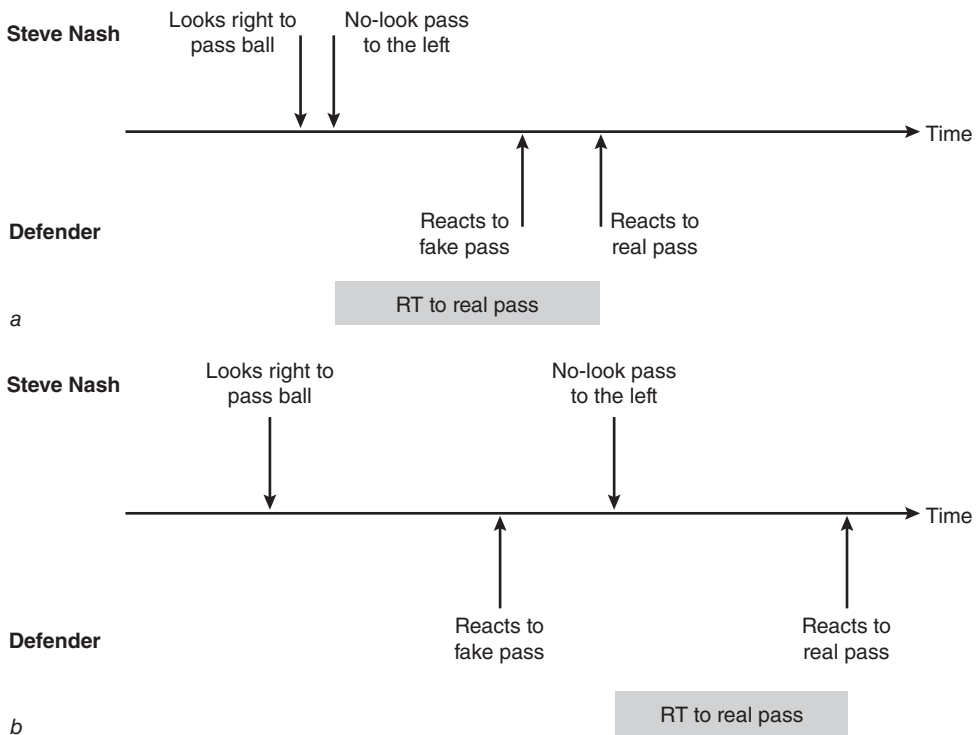 Steve Nash
Looks right to
pass ball
No-look pass
to the left
Time
Defender
Reacts to
fake pass
Reacts to
real pass
RT to real pass
a
Steve Nash
Looks right to
pass ball
No-look pass
to the left
Time
Defender
Reacts to
fake pass
Reacts to
real pass
RT to real pass
b